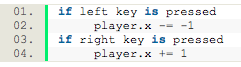 01. if left key is pressed
02. player.x -= -1
03. if right key is pressed
04. player.x += 1